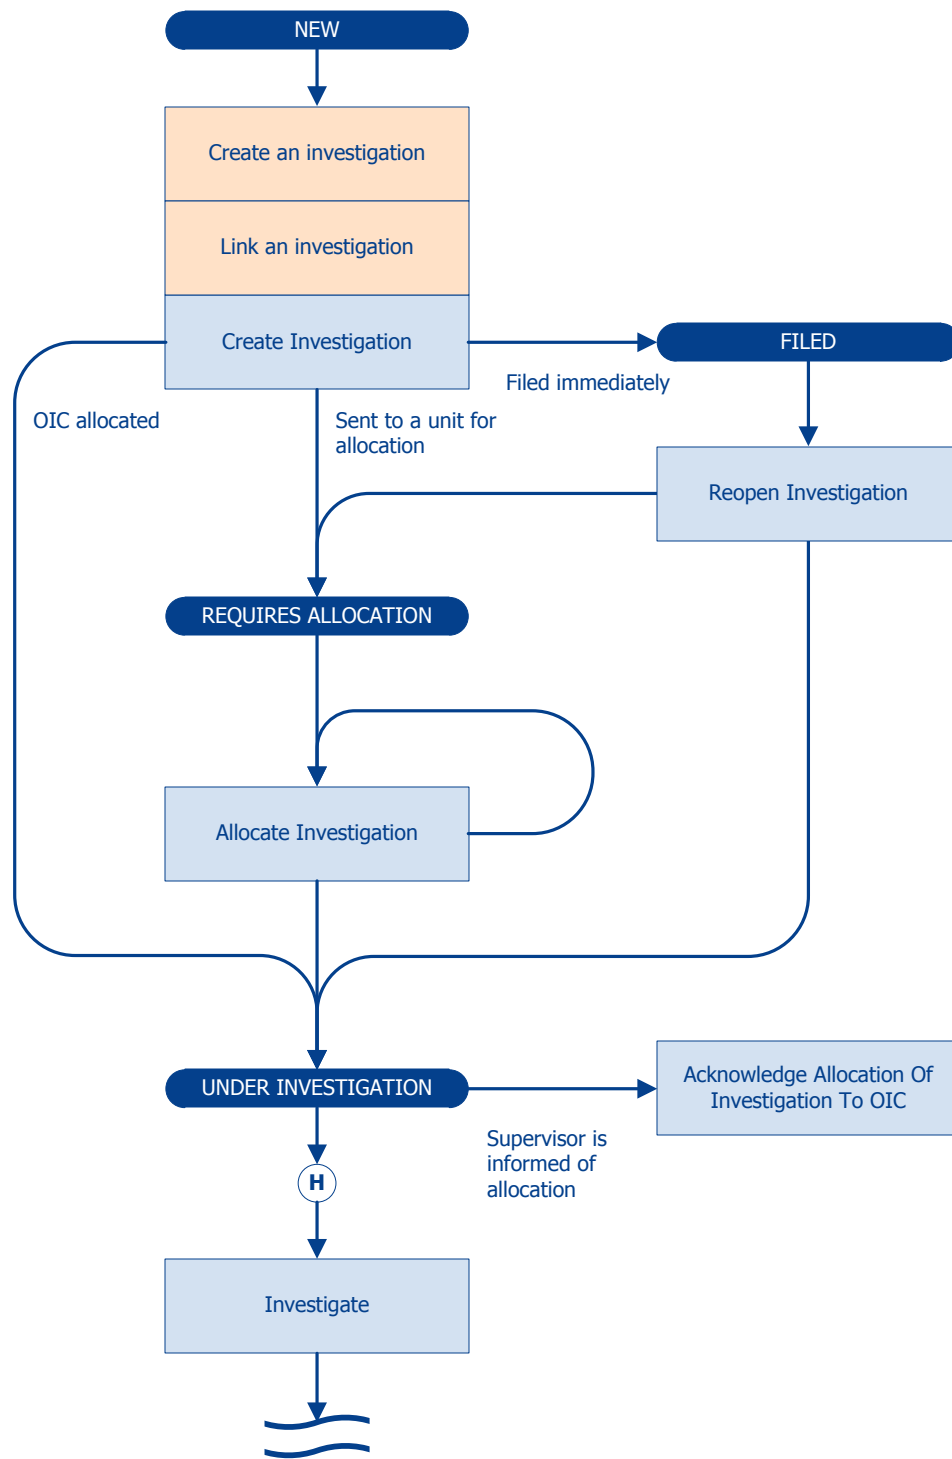 NEW
Create an investigation
Link an investigation
Create Investigation
FILED
Filed immediately
OIC allocated
Sent to a unit for
allocation
Reopen Investigation
REQUIRES ALLOCATION
Allocate Investigation
UNDER INVESTIGATION
Acknowledge Allocation Of
Investigation To OIC
Supervisor is
informed of
allocation
H
Investigate